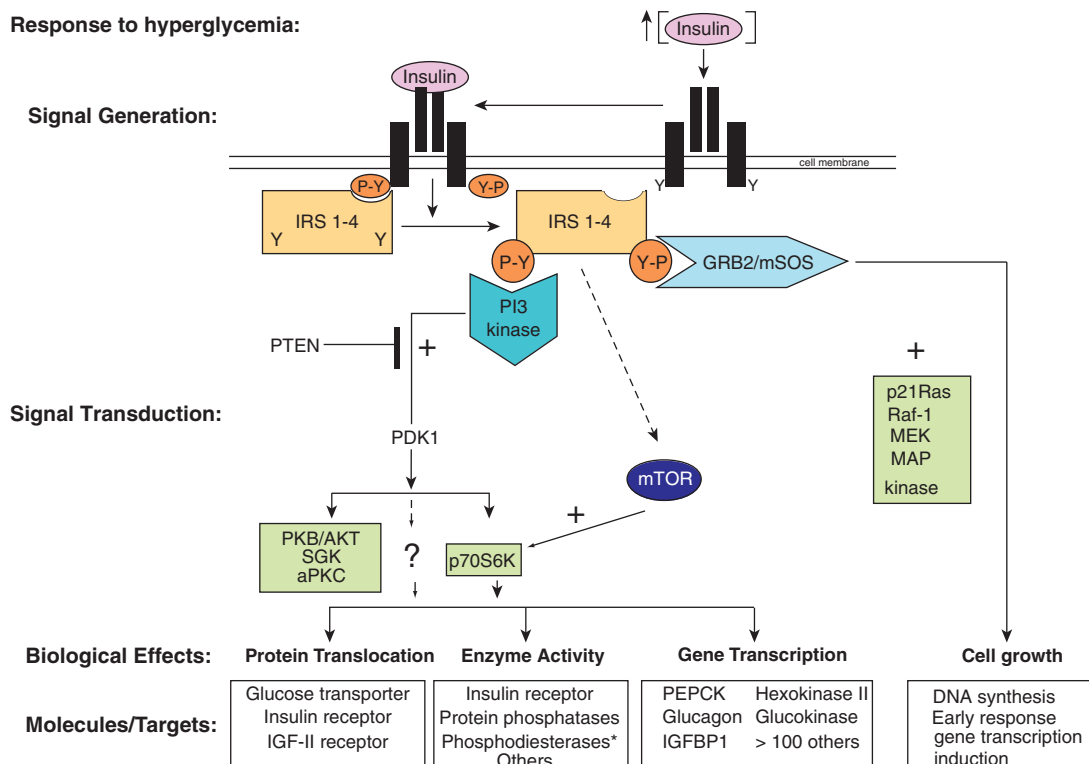 Response to hyperglycemia:
Insulin
Insulin
Signal Generation:
cell membrane
P-Y
Y-P
Y
Y
IRS 1-4
Y
Y
IRS 1-4
P-Y
Y-P
GRB2/mSOS
PI3
kinase
PTEN
+
+
p21Ras
Raf-1
MEK
MAP
kinase
Signal Transduction:
PDK1
mTOR
+
PKB/AKT
SGK
aPKC
?
p70S6K
Biological Effects:
Protein Translocation
Enzyme Activity
Gene Transcription
Cell growth
Molecules/Targets:
Glucose transporter
Insulin receptor
IGF-II receptor
Insulin receptor
Protein phosphatases
Phosphodiesterases*
Others
PEPCK Hexokinase II
Glucagon Glucokinase
IGFBP1 > 100 others
DNA synthesis
Early response
gene transcription
induction